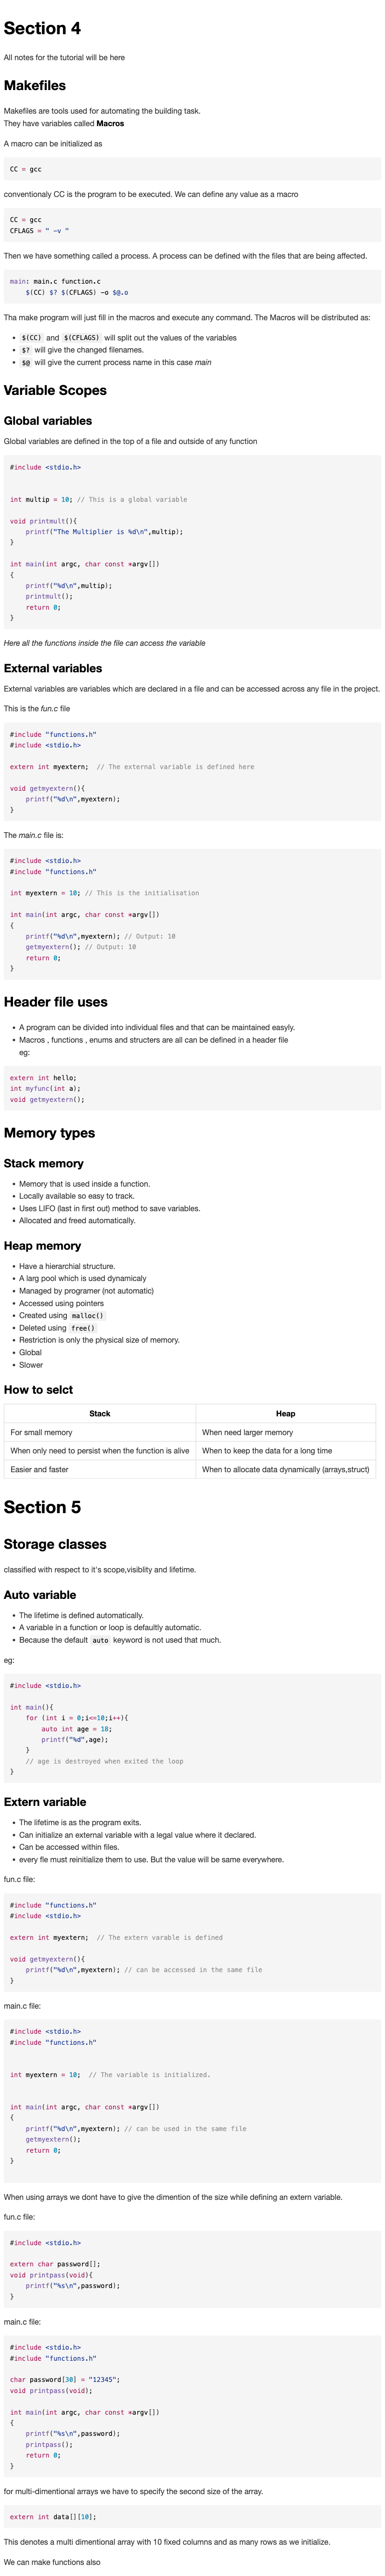 Section 4
All notes for the tutorial will be here
Makefiles
Makefiles are tools used for automating the building task.
They have variables called Macros
A macro can be initialized as
CC = gcc
conventionaly CC is the program to be executed. We can define any value as a macro
CC = gcc
CFLAGS = " -v "
Then we have something called a process. A process can be defined with the files that are being affected.
main: main.c function.c
    $(CC) $? $(CFLAGS) -o $@.o
Tha make program will just fill in the macros and execute any command. The Macros will be distributed as:
• $(CC) and $(CFLAGS) will split out the values of the variables
• $? will give the changed filenames.
• $@ will give the current process name in this case main
Variable Scopes
Global variables
Global variables are defined in the top of a file and outside of any function
#include <stdio.h>
int multip = 10; // This is a global variable
void printmult(){
    printf("The Multiplier is %d\n",multip);
}
int main(int argc, char const *argv[])
{
    printf("%d\n",multip);
    printmult();
    return 0;
}
Here all the functions inside the file can access the variable
External variables
External variables are variables which are declared in a file and can be accessed across any file in the project.
This is the fun.c file
#include "functions.h"
#include <stdio.h>
extern int myextern;  // The external variable is defined here
void getmyextern(){
    printf("%d\n",myextern);
}
The main.c file is:
#include <stdio.h>
#include "functions.h"
int myextern = 10; // This is the initialisation
int main(int argc, char const *argv[])
{
    printf("%d\n",myextern); // Output: 10
    getmyextern(); // Output: 10
    return 0;
}
Header file uses
• A program can be divided into individual files and that can be maintained easyly.
• Macros , functions , enums and structers are all can be defined in a header file
eg:
extern int hello;
int myfunc(int a);
void getmyextern();
Memory types
Stack memory
• Memory that is used inside a function.
• Locally available so easy to track.
• Uses LIFO (last in first out) method to save variables.
• Allocated and freed automatically.
Heap memory
• Have a hierarchial structure.
• A larg pool which is used dynamicaly
• Managed by programer (not automatic)
• Accessed using pointers
• Created using malloc()
• Deleted using free()
• Restriction is only the physical size of memory.
• Global
• Slower
How to selct
Stack Heap
For small memory When need larger memory
When only need to persist when the function is alive When to keep the data for a long time
Easier and faster When to allocate data dynamically (arrays,struct)
Section 5
Storage classes
classified with respect to it's scope,visiblity and lifetime.
Auto variable
• The lifetime is defined automatically.
• A variable in a function or loop is defaultly automatic.
• Because the default auto keyword is not used that much.
eg:
#include <stdio.h>
int main(){
    for (int i = 0;i<=10;i++){
        auto int age = 18;
        printf("%d",age);
    }
    // age is destroyed when exited the loop
}
Extern variable
• The lifetime is as the program exits.
• Can initialize an external variable with a legal value where it declared.
• Can be accessed within files.
• every fle must reinitialize them to use. But the value will be same everywhere.
fun.c file:
#include "functions.h"
#include <stdio.h>
extern int myextern;  // The extern varable is defined
void getmyextern(){
    printf("%d\n",myextern); // can be accessed in the same file
}
main.c file:
#include <stdio.h>
#include "functions.h"
int myextern = 10;  // The variable is initialized.
int main(int argc, char const *argv[])
{
    printf("%d\n",myextern); // can be used in the same file
    getmyextern();
    return 0;
}
When using arrays we dont have to give the dimention of the size while defining an extern variable.
fun.c file:
#include <stdio.h>
extern char password[];
void printpass(void){
    printf("%s\n",password);
}
main.c file:
#include <stdio.h>
#include "functions.h"
char password[30] = "12345";
void printpass(void);
int main(int argc, char const *argv[])
{
    printf("%s\n",password);
    printpass();
    return 0;
}
for multi-dimentional arrays we have to specify the second size of the array.
extern int data[][10];
This denotes a multi dimentional array with 10 fixed columns and as many rows as we initialize.
We can make functions also